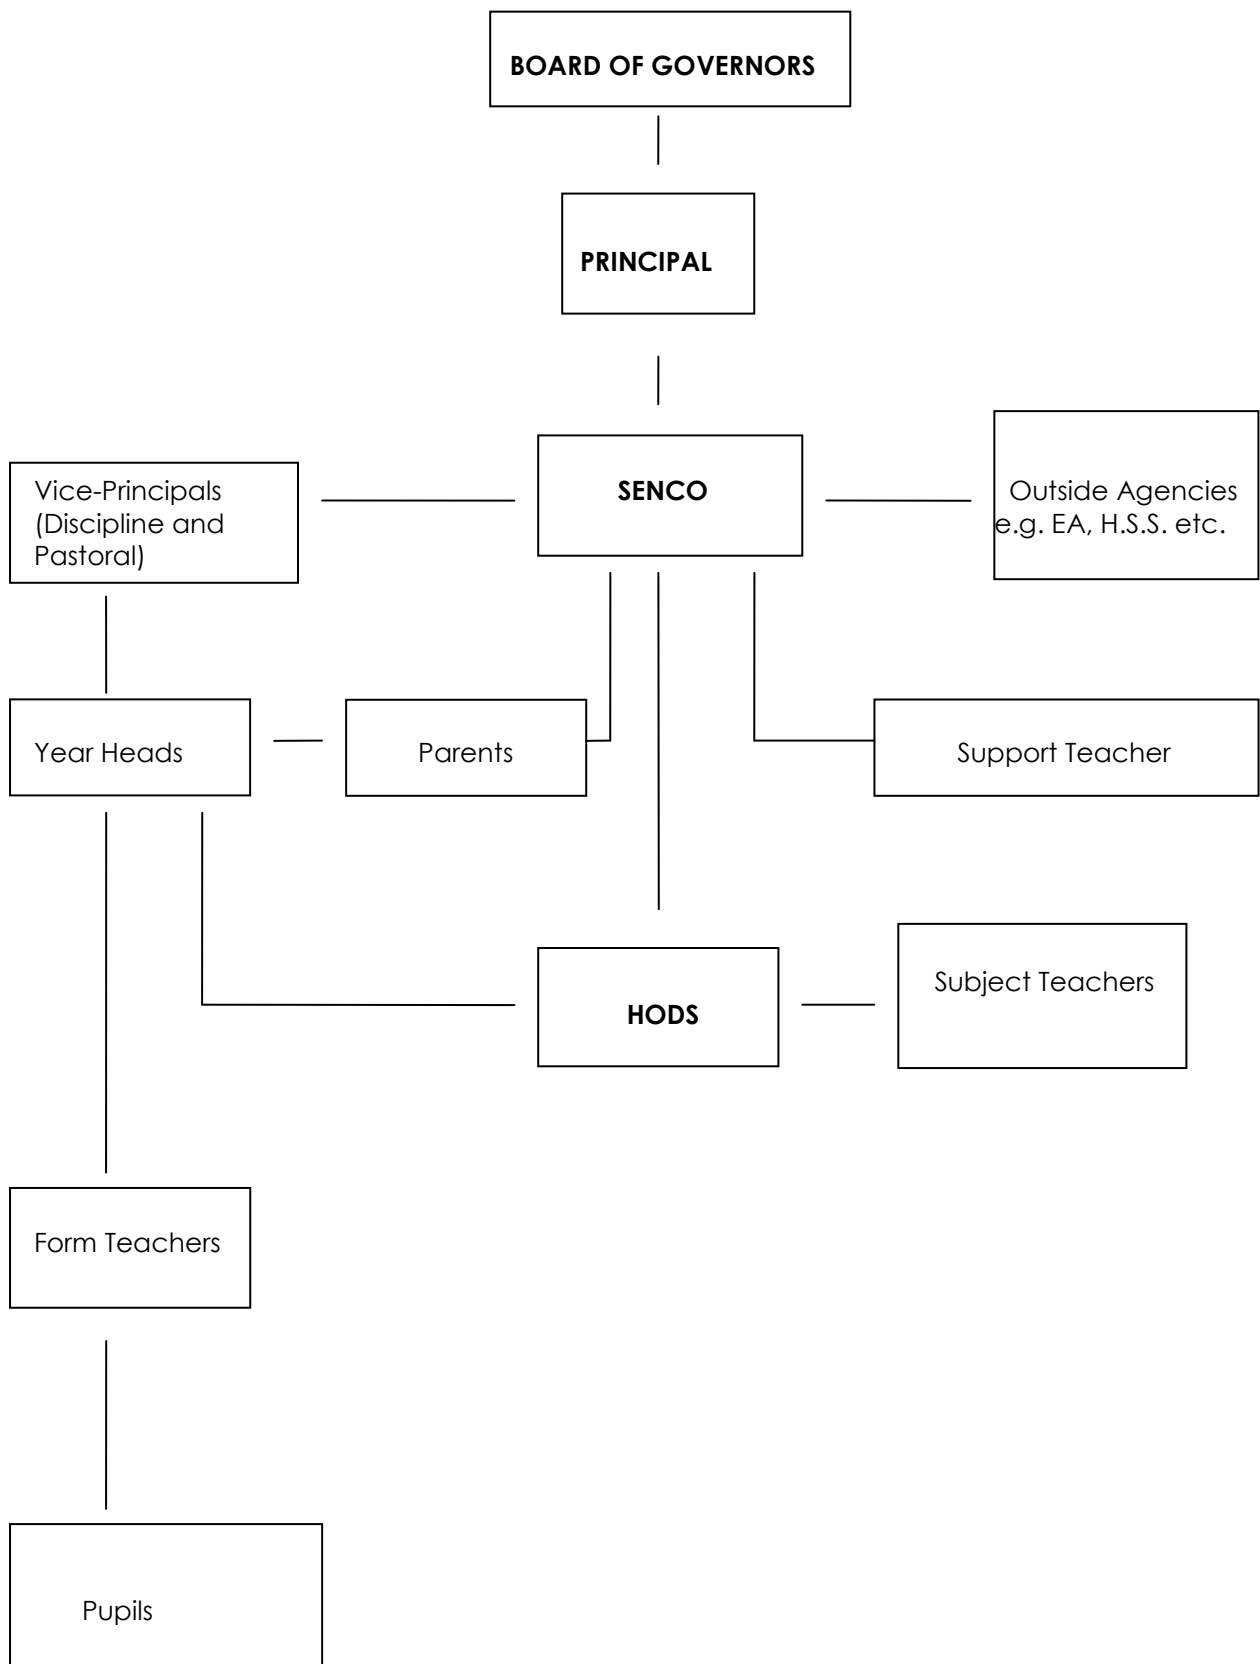 BOARD OF GOVERNORS
PRINCIPAL
SENCO
Vice-Principals
(Discipline and
Pastoral)
Outside Agencies
e.g. EA, H.S.S. etc.
Year Heads
Parents
Support Teacher
HODS
Subject Teachers
Form Teachers
Pupils